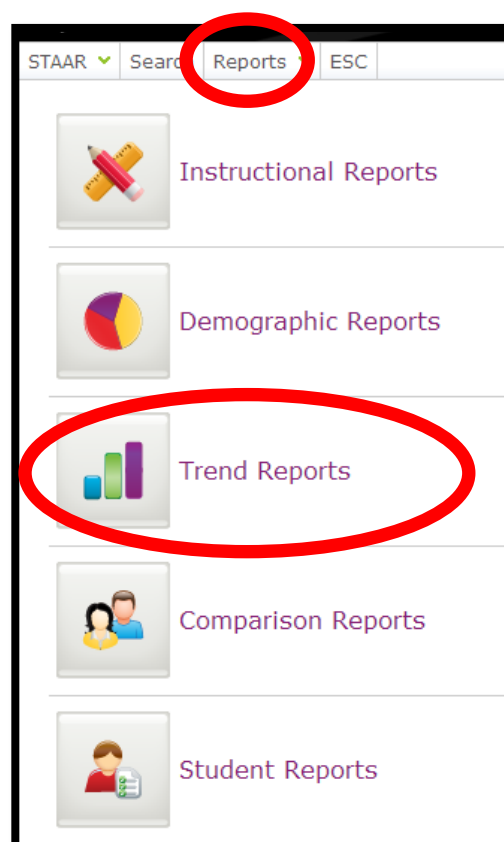 STAAR Searc Reports ESC
Instructional Reports
Demographic Reports
Trend Reports
Comparison Reports
Student Reports